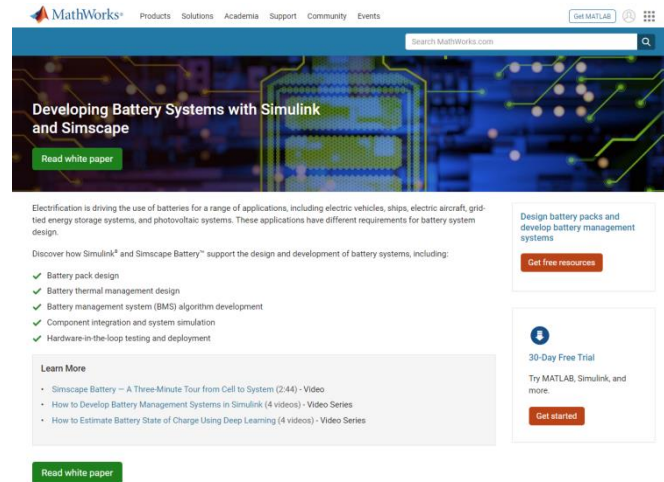 MathWorks®
Products Solutions Academia Support Community Events
Get MATLAB
Search MathWorks.com
Developing Battery Systems with Simulink
and Simscape
Read white paper
Electrification is driving the use of batteries for a range of applications, including electric vehicles, ships, electric aircraft, grid-
tied energy storage systems, and photovoltaic systems. These applications have different requirements for battery system
design.
Discover how Simulink® and Simscape Battery™ support the design and development of battery systems, including:
Battery pack design
Battery thermal management design
Battery management system (BMS) algorithm development
Component integration and system simulation
Hardware-in-the-loop testing and deployment
Learn More
• Simscape Battery — A Three-Minute Tour from Cell to System (2:44) - Video
• How to Develop Battery Management Systems in Simulink (4 videos) - Video Series
• How to Estimate Battery State of Charge Using Deep Learning (4 videos) - Video Series
Read white paper
Design battery packs and
develop battery management
systems
Get free resources
30-Day Free Trial
Try MATLAB, Simulink, and
more.
Get started